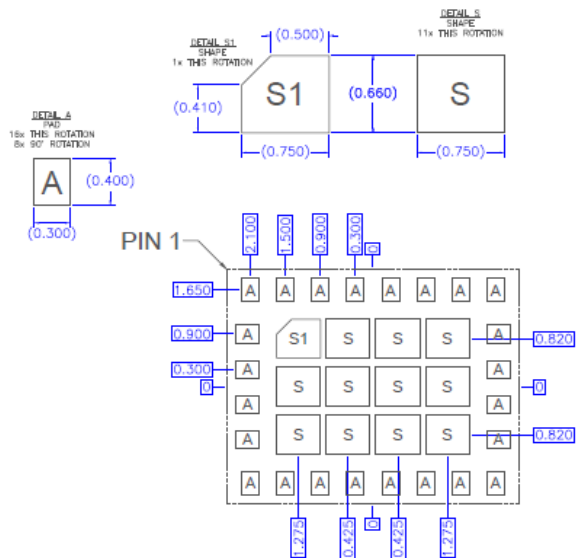 DETAIL S1
SHAPE
1x THIS ROTATION
(0.500)
DETAIL S
SHAPE
11x THIS ROTATION
(0.410)
S1
(0.660)
S
(0.750)
(0.750)
DETAIL A
PAD
16x THIS ROTATION
8x 90° ROTATION
A
(0.400)
(0.300)
PIN 1
2.100
1.500
0.900
0.300
0
1.650
A A A A A A A A
0.900
A
S1 S S S
A
0.820
0.300
A
A
0
S S S S
0
A
A
A
S S S S
A
0.820
A A A A A A A A
1.275
0.425
0
0.425
1.275